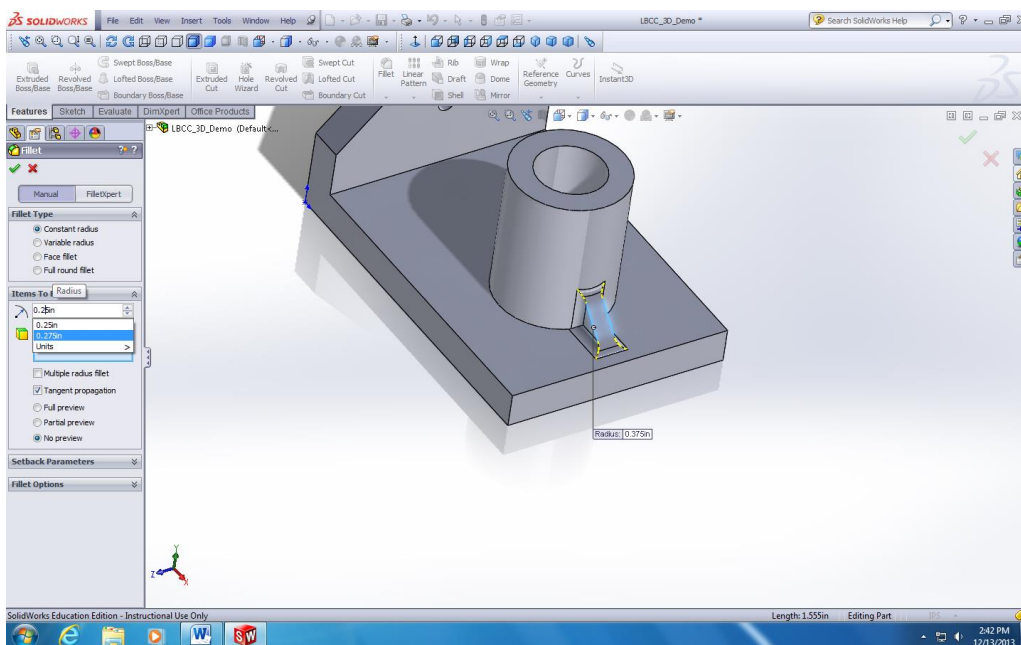 SOLIDWORKS File Edit View Insert Tools Window Help LBCC_3D_Demo * Search SolidWorks Help
Extruded Boss/Base Revolved Boss/Base Swept Boss/Base Lofted Boss/Base Boundary Boss/Base Extruded Cut Hole Wizard Revolved Cut Swept Cut Lofted Cut Boundary Cut Fillet Linear Pattern Rib Draft Shell Wrap Dome Mirror Reference Geometry Curves Instant3D
Features Sketch Evaluate DimXpert Office Products
LBCC_3D_Demo (Default<...
Fillet
Manual FilletXpert
Fillet Type
Constant radius
Variable radius
Face fillet
Full round fillet
Items To F
Radius
0.25in
0.25in
0.275in
Units >
Multiple radius fillet
Tangent propagation
Full preview
Partial preview
No preview
Setback Parameters
Fillet Options
Radius: 0.375in
Y
Z
X
SolidWorks Education Edition - Instructional Use Only Length: 1.555in Editing Part IPS
2:42 PM
12/13/2013